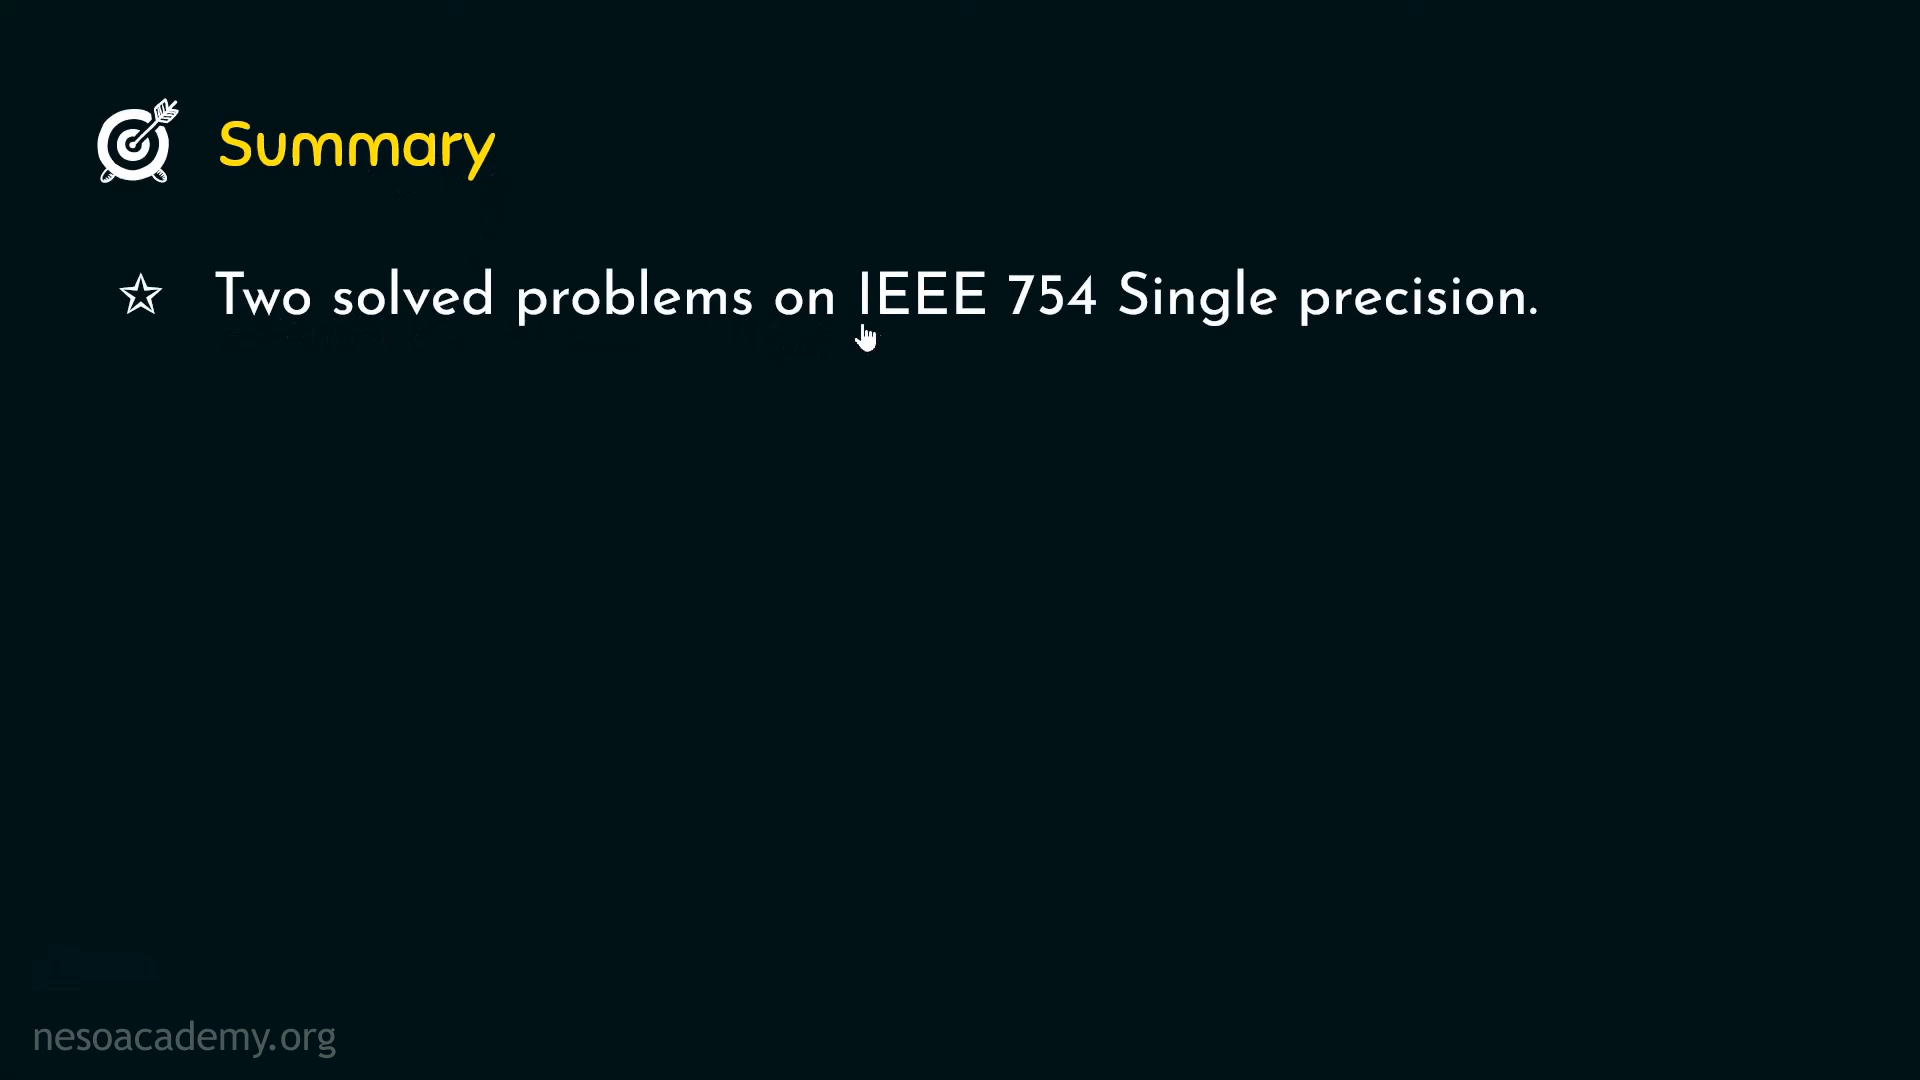 Summary
☆ Two solved problems on IEEE 754 Single precision.
nesoacademy.org